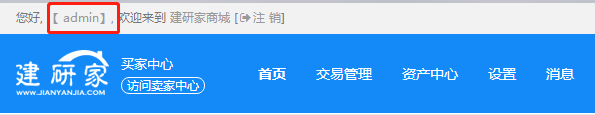 您好, 【 admin】, 欢迎来到 建研家商城 [注 销]
建研家
WWW.JIANYANJIA.COM
买家中心
访问卖家中心
首页 交易管理 资产中心 设置 消息